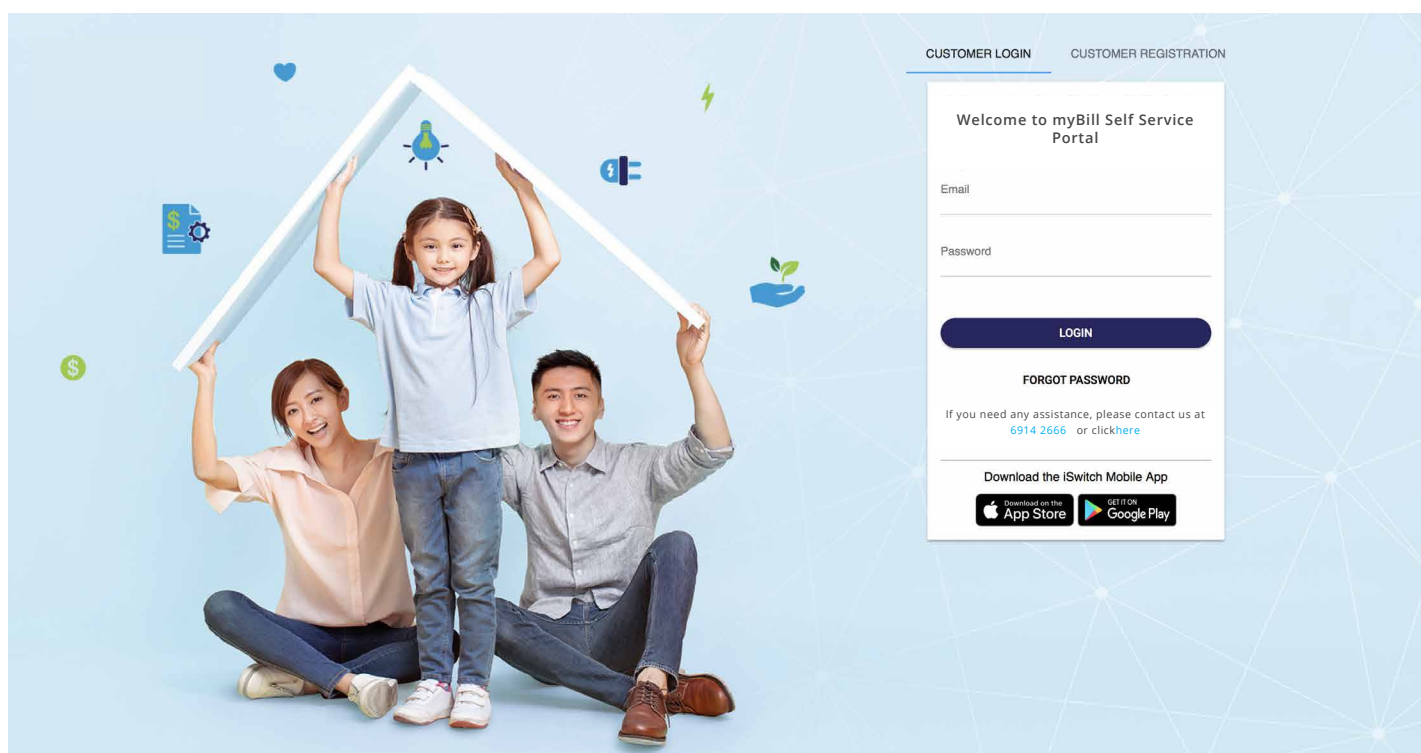 CUSTOMER LOGIN CUSTOMER REGISTRATION
Welcome to myBill Self Service
Portal
Email
Password
LOGIN
FORGOT PASSWORD
If you need any assistance, please contact us at
6914 2666 or clickhere
Download the iSwitch Mobile App
Download on the
App Store
GET IT ON
Google Play
$
$